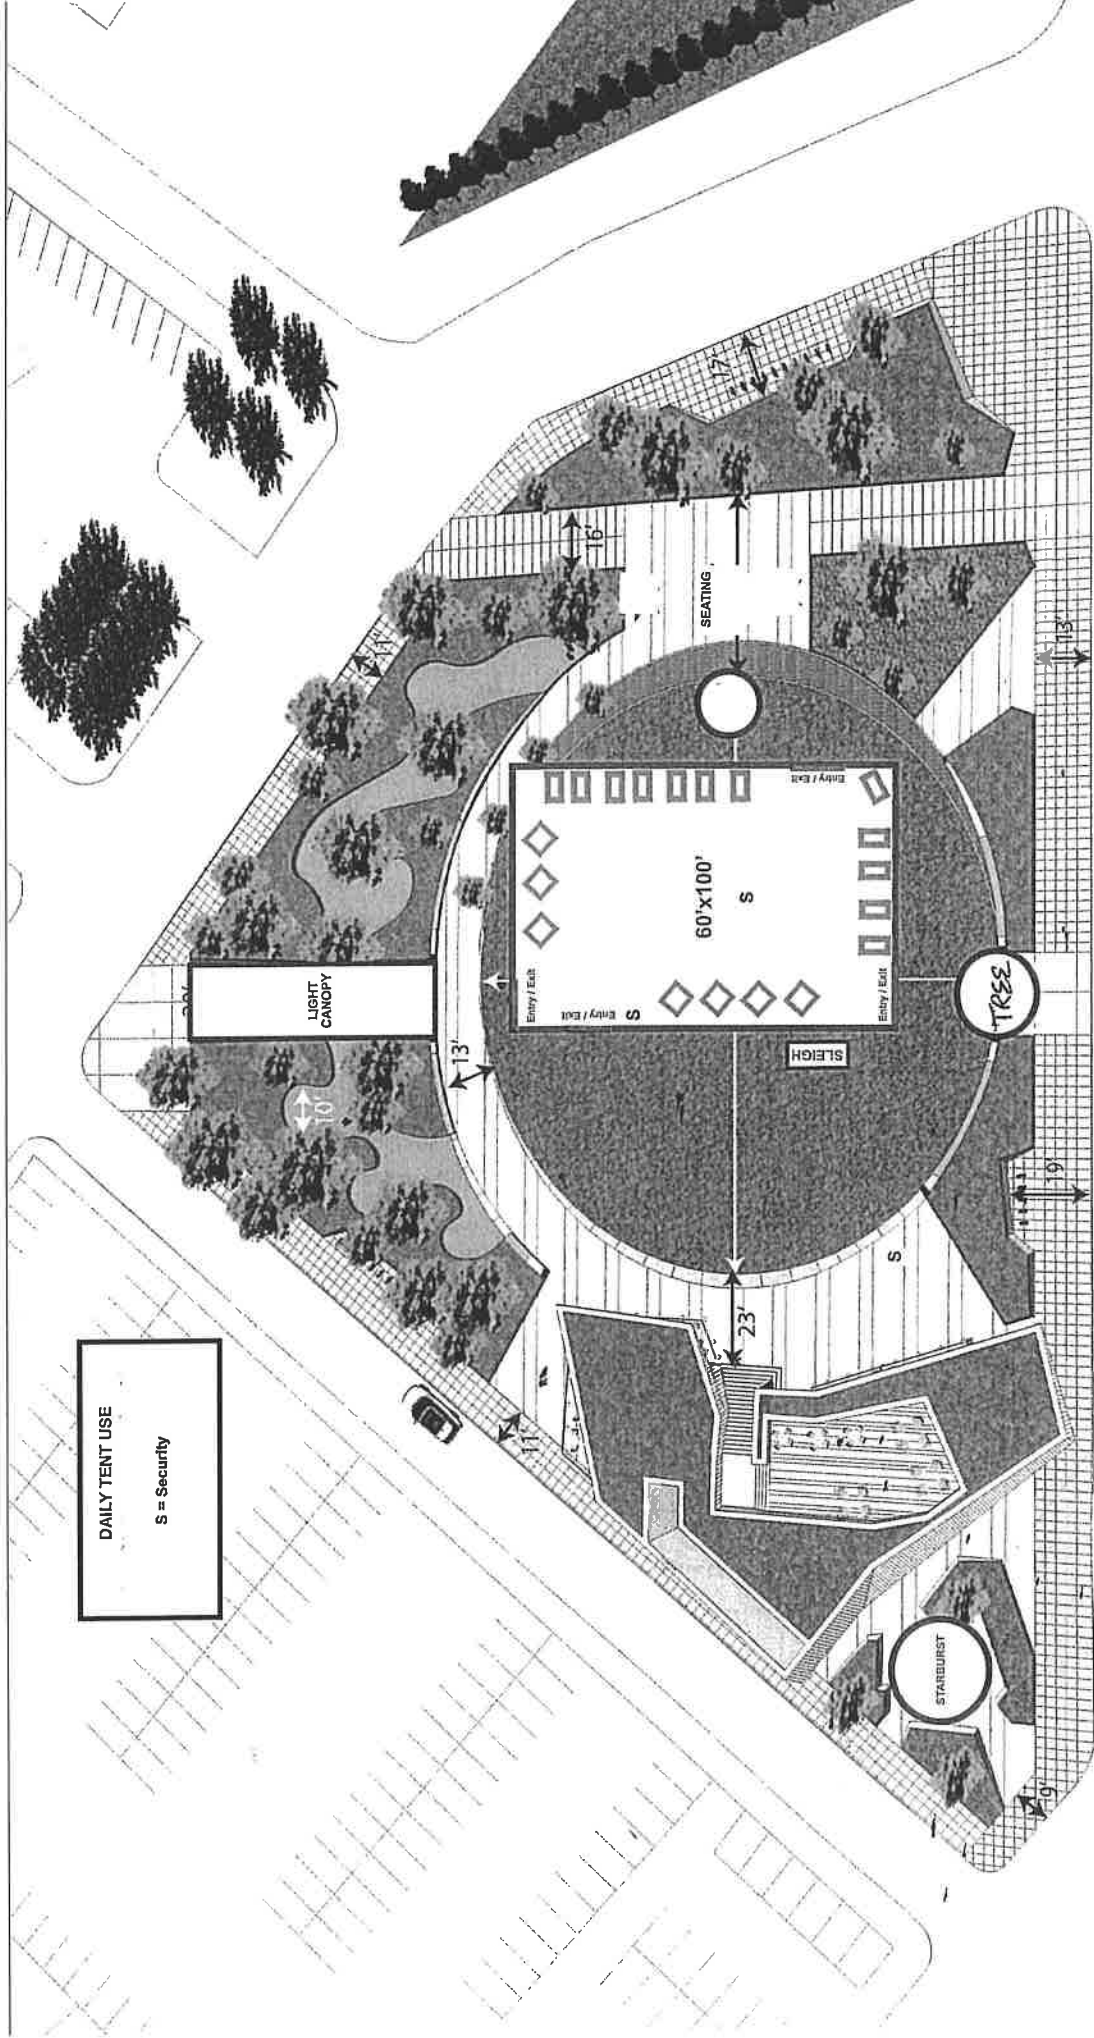 DAILY TENT USE
S = Security
LIGHT
CANOPY
11'
16'
17'
SEATING
13'
10'
60'x100'
S
Entry / Exit
Entry / Exit
S
Entry / Exit
Entry / Exit
SLEIGH
TREE
13'
19'
S
23'
11'
STARBURST